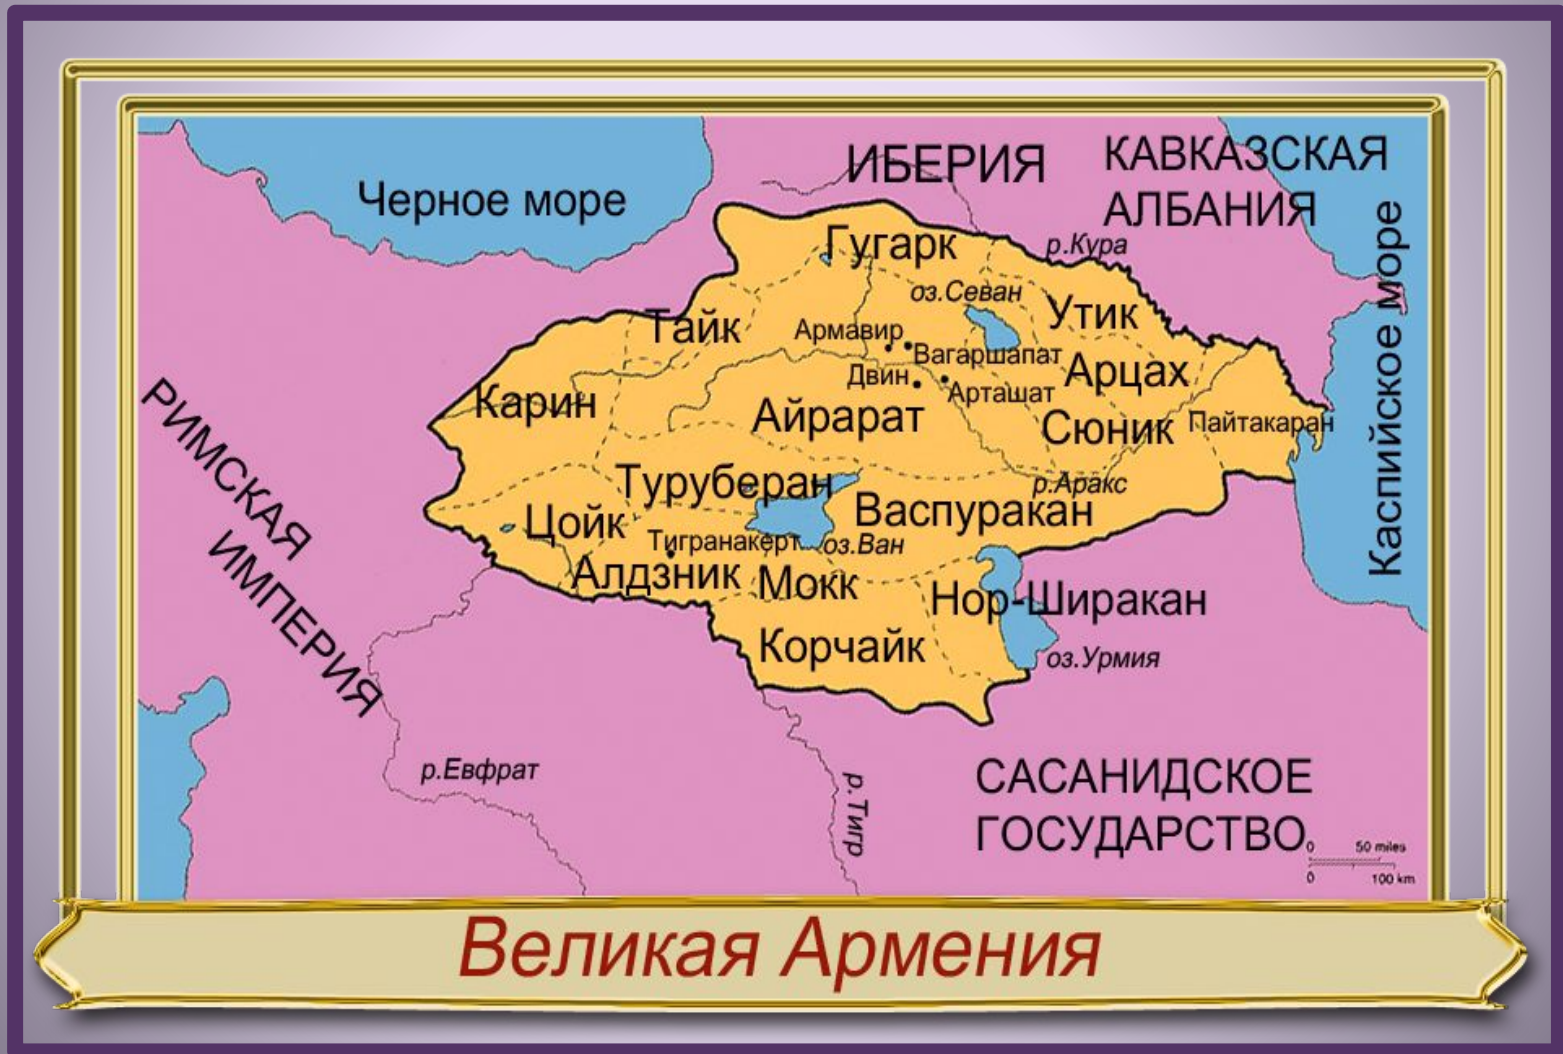 ИБЕРИЯ
КАВКАЗСКАЯ
АЛБАНИЯ
Черное море
Каспийское море
р.Кура
Гугарк
оз.Севан
Утик
Тайк
Армавир
Вагаршапат
Двин
Арташат
Арцах
Карин
Айрарат
Сюник
Пайтакаран
РИМСКАЯ
ИМПЕРИЯ
Туруберан
р.Аракс
Васпуракан
Цойк
Тигранакерт
оз.Ван
Алдзник
Мокк
Нор-Ширакан
Корчайк
оз.Урмия
р.Евфрат
р.Тигр
САСАНИДСКОЕ
ГОСУДАРСТВО
0 50 miles
0 100 km
Великая Армения